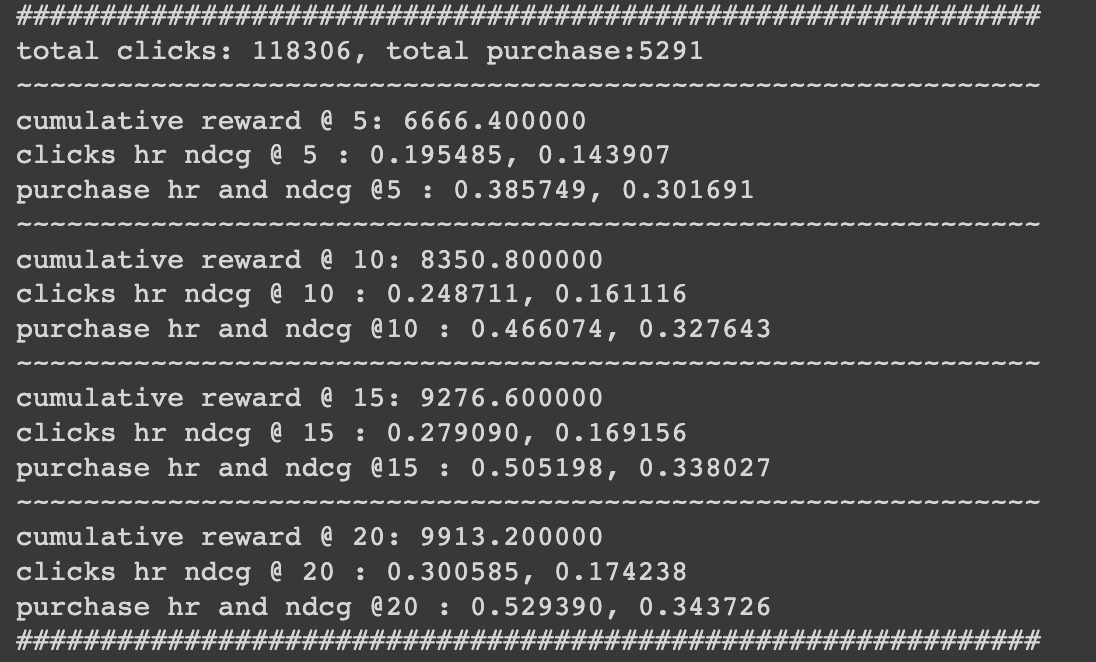 #############################################################
total clicks: 118306, total purchase:5291
~~~~~~~~~~~~~~~~~~~~~~~~~~~~~~~~~~~~~~~~~~~~~~~~~~~~~~~~~~~~~
cumulative reward @ 5: 6666.400000
clicks hr ndcg @ 5 : 0.195485, 0.143907
purchase hr and ndcg @5 : 0.385749, 0.301691
~~~~~~~~~~~~~~~~~~~~~~~~~~~~~~~~~~~~~~~~~~~~~~~~~~~~~~~~~~~~~
cumulative reward @ 10: 8350.800000
clicks hr ndcg @ 10 : 0.248711, 0.161116
purchase hr and ndcg @10 : 0.466074, 0.327643
~~~~~~~~~~~~~~~~~~~~~~~~~~~~~~~~~~~~~~~~~~~~~~~~~~~~~~~~~~~~~
cumulative reward @ 15: 9276.600000
clicks hr ndcg @ 15 : 0.279090, 0.169156
purchase hr and ndcg @15 : 0.505198, 0.338027
~~~~~~~~~~~~~~~~~~~~~~~~~~~~~~~~~~~~~~~~~~~~~~~~~~~~~~~~~~~~~
cumulative reward @ 20: 9913.200000
clicks hr ndcg @ 20 : 0.300585, 0.174238
purchase hr and ndcg @20 : 0.529390, 0.343726
#############################################################